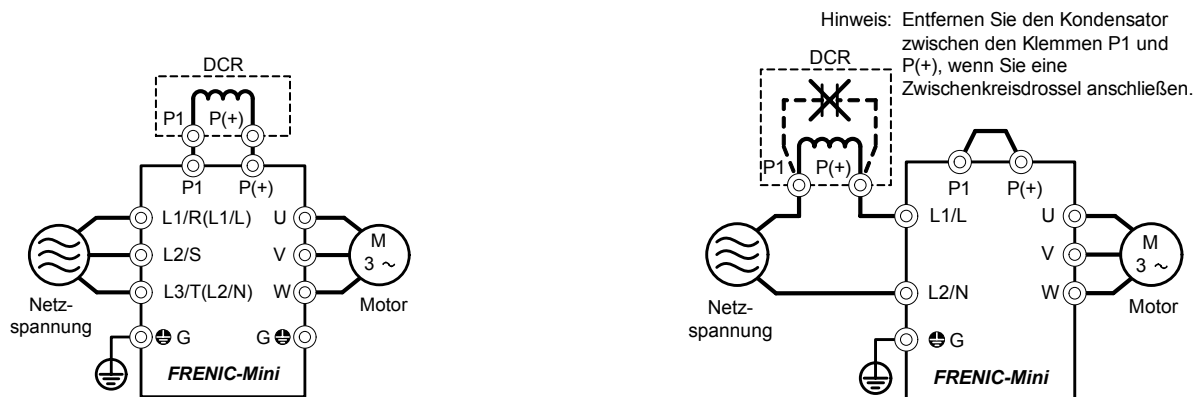 DCR
P1 P(+)
P1 P(+)
L1/R(L1/L) U
L2/S V
L3/T(L2/N) W
M
3 ~
Netz-
spannung
Motor
G G
FRENIC-Mini
Hinweis: Entfernen Sie den Kondensator
zwischen den Klemmen P1 und
P(+), wenn Sie eine
Zwischenkreisdrossel anschließen.
DCR
P1 P(+)
P1 P(+)
L1/L U
V
L2/N W
M
3 ~
Netz-
spannung
Motor
G
FRENIC-Mini